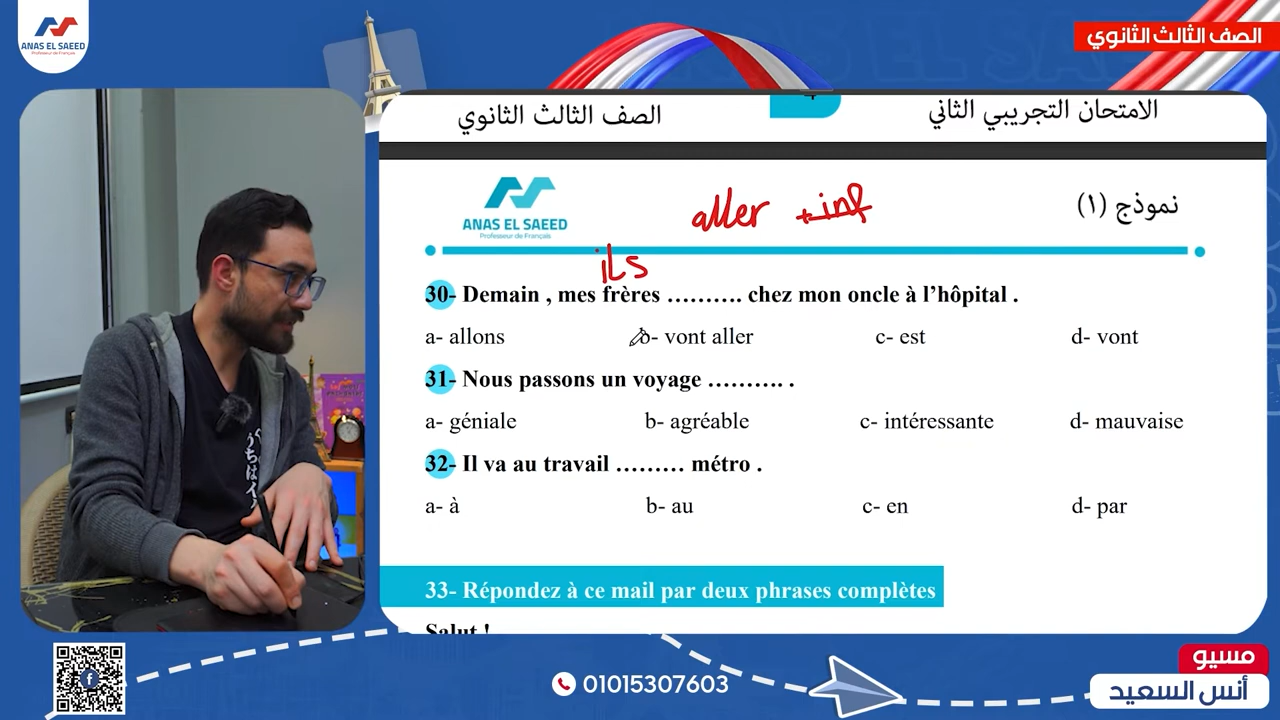 ANAS EL SAEED
Professeur de Français
الصف الثالث الثانوي
الامتحان التجريبي الثاني
الصف الثالث الثانوي
ANAS EL SAEED
Professeur de Français
aller + inf
نموذج (١)
ils
30- Demain , mes frères ………. chez mon oncle à l’hôpital .
a- allons b- vont aller c- est d- vont
31- Nous passons un voyage ………. .
a- géniale b- agréable c- intéressante d- mauvaise
32- Il va au travail ……… métro .
a- à b- au c- en d- par
33- Répondez à ce mail par deux phrases complètes
Salut !
01015307603
مسيو
أنس السعيد